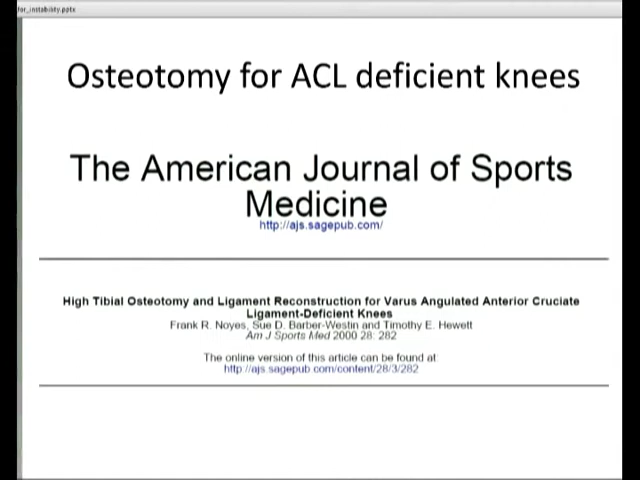 for_instability.pptx
Osteotomy for ACL deficient knees
The American Journal of Sports
Medicine
http://ajs.sagepub.com/
High Tibial Osteotomy and Ligament Reconstruction for Varus Angulated Anterior Cruciate
Ligament-Deficient Knees
Frank R. Noyes, Sue D. Barber-Westin and Timothy E. Hewett
Am J Sports Med 2000 28: 282
The online version of this article can be found at:
http://ajs.sagepub.com/content/28/3/282